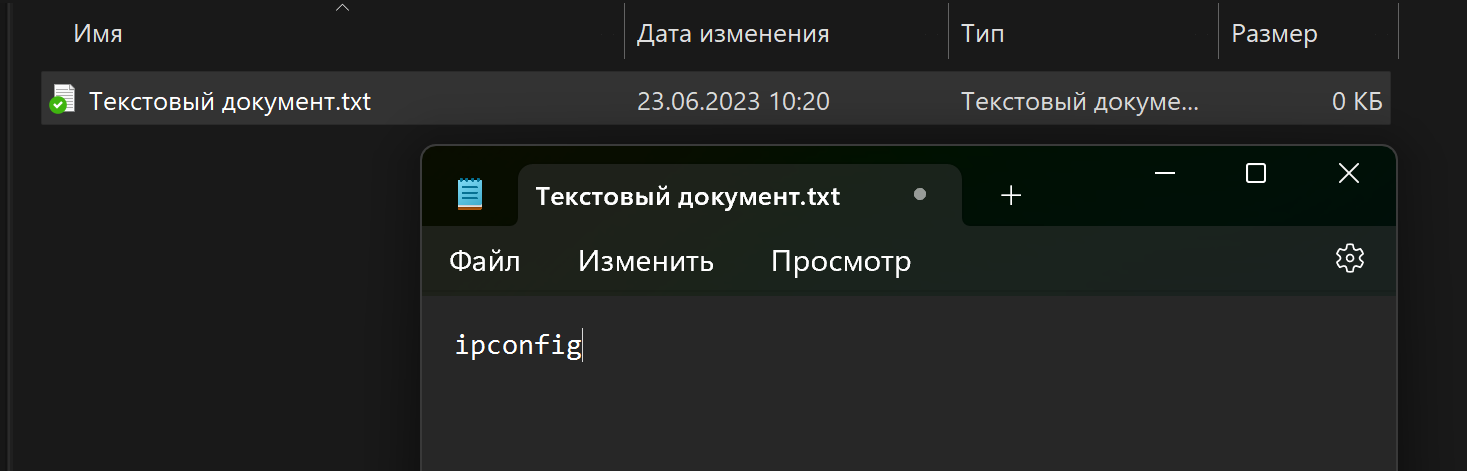 Имя Дата изменения Тип Размер
Текстовый документ.txt 23.06.2023 10:20 Текстовый докуме... 0 КБ
Текстовый документ.txt
Файл Изменить Просмотр
ipconfig